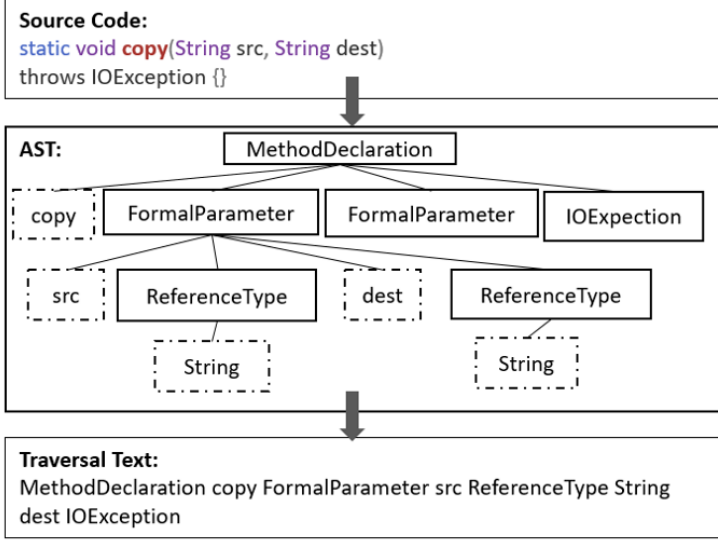 Source Code:
static void copy(String src, String dest)
throws IOException {}
AST:
MethodDeclaration
copy FormalParameter FormalParameter IOExpection
src ReferenceType dest ReferenceType
String String
Traversal Text:
MethodDeclaration copy FormalParameter src ReferenceType String
dest IOException